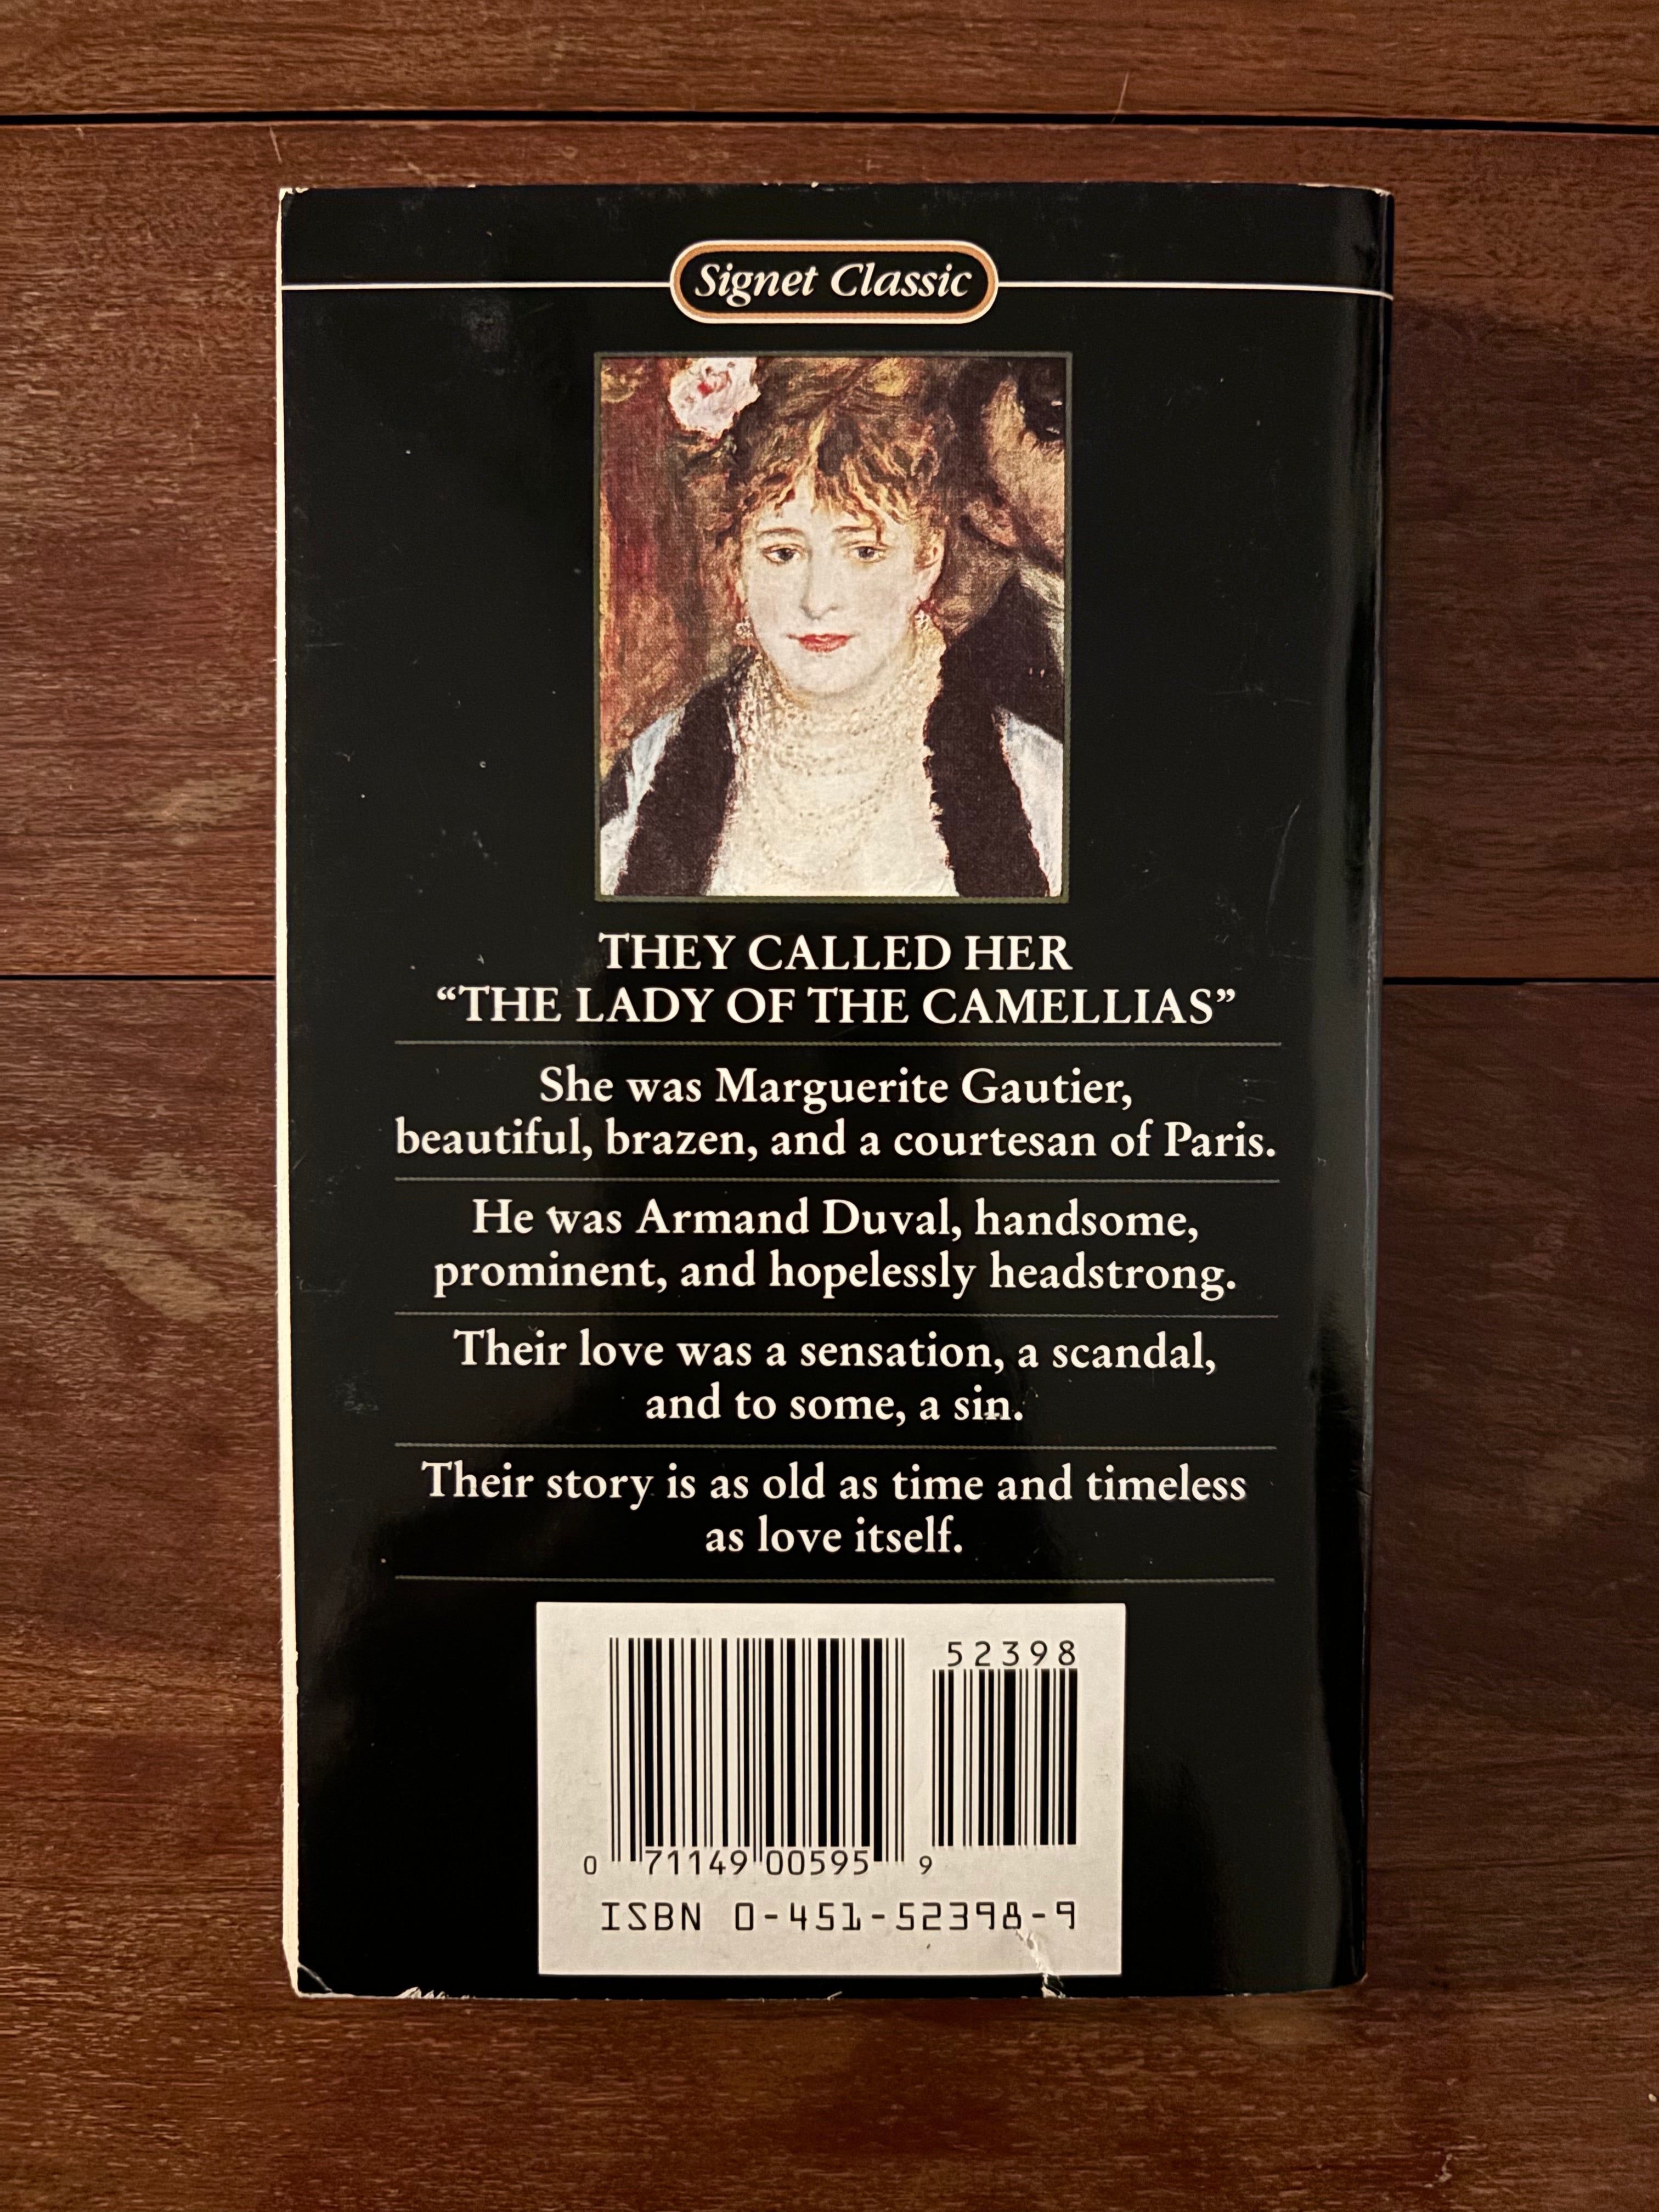 Signet Classic
THEY CALLED HER
“THE LADY OF THE CAMELLIAS”
She was Marguerite Gautier,
beautiful, brazen, and a courtesan of Paris.
He was Armand Duval, handsome,
prominent, and hopelessly headstrong.
Their love was a sensation, a scandal,
and to some, a sin.
Their story is as old as time and timeless
as love itself.
52398
0 71149 00595 9
ISBN 0-451-52398-9